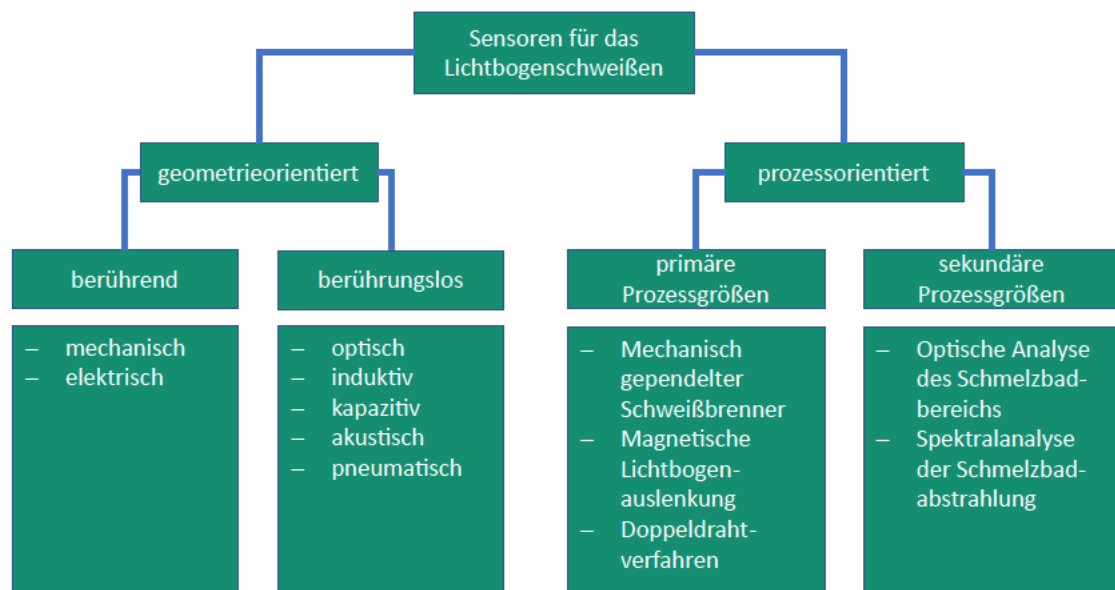 Sensoren für das
Lichtbogenschweißen
geometrieorientiert
prozessorientiert
berührend
berührungslos
primäre
Prozessgrößen
sekundäre
Prozessgrößen
– mechanisch
– elektrisch
– optisch
– induktiv
– kapazitiv
– akustisch
– pneumatisch
– Mechanisch
gependelter
Schweißbrenner
– Magnetische
Lichtbogen-
auslenkung
– Doppeldraht-
verfahren
– Optische Analyse
des Schmelzbad-
bereichs
– Spektralanalyse
der Schmelzbad-
abstrahlung